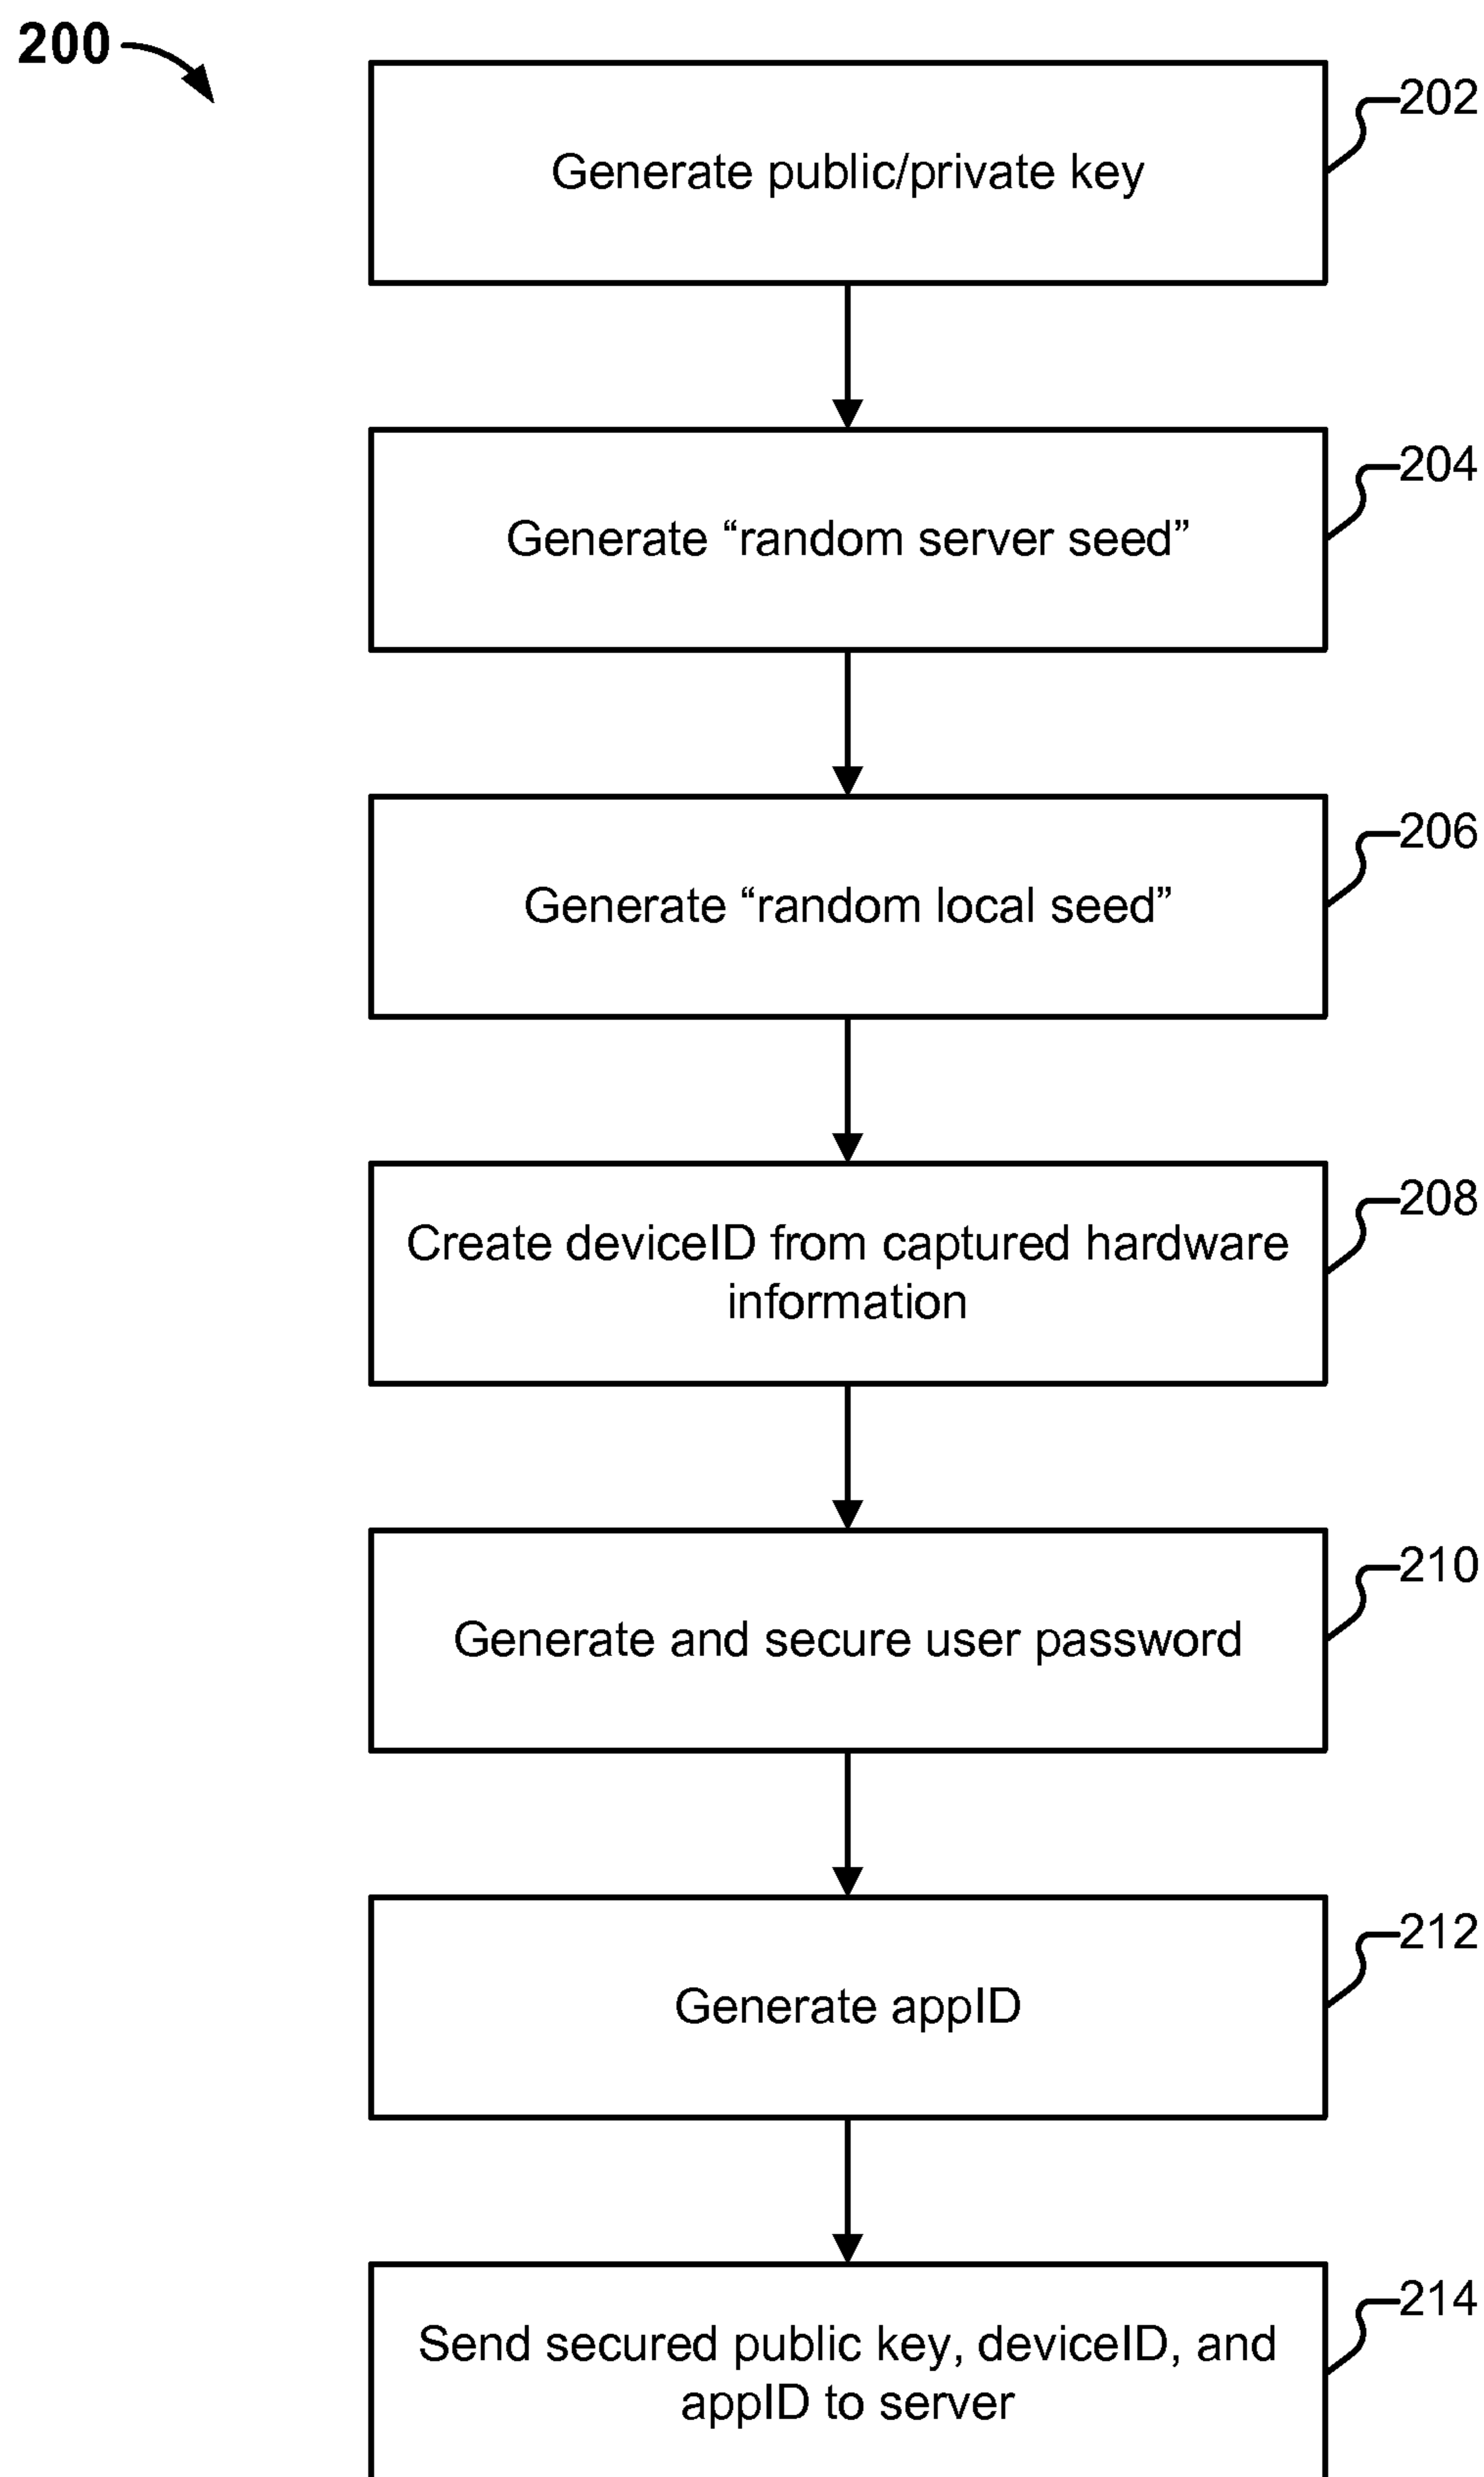 200
202
Generate public/private key
204
Generate “random server seed”
206
Generate “random local seed”
208
Create deviceID from captured hardware
information
210
Generate and secure user password
212
Generate appID
214
Send secured public key, deviceID, and
appID to server